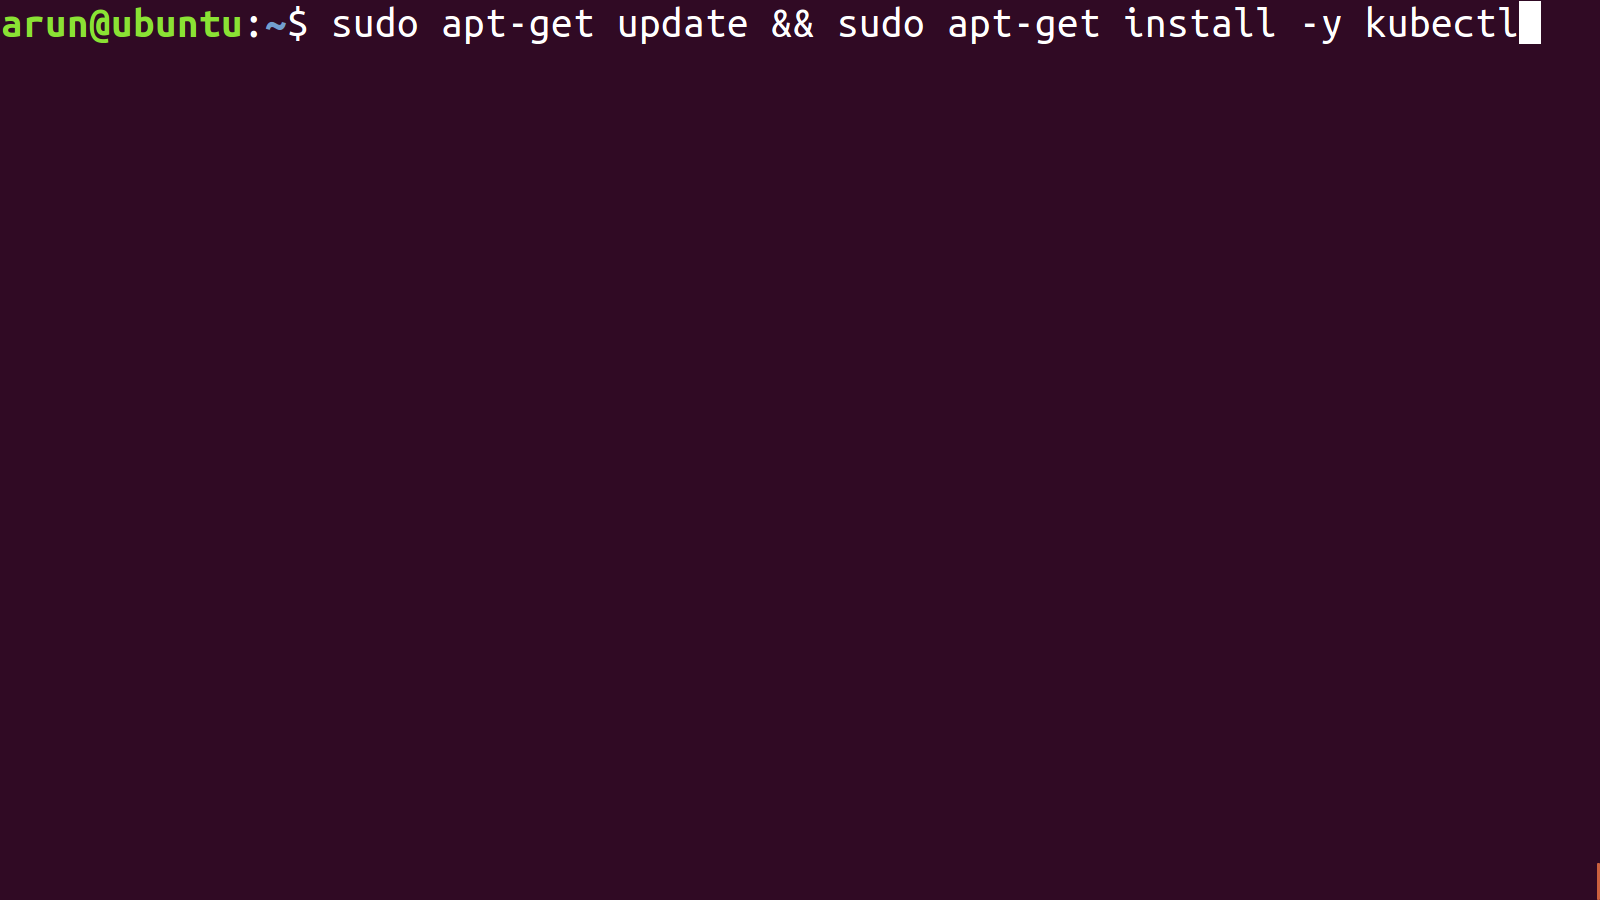 arun@ubuntu:~$ sudo apt-get update && sudo apt-get install -y kubectl